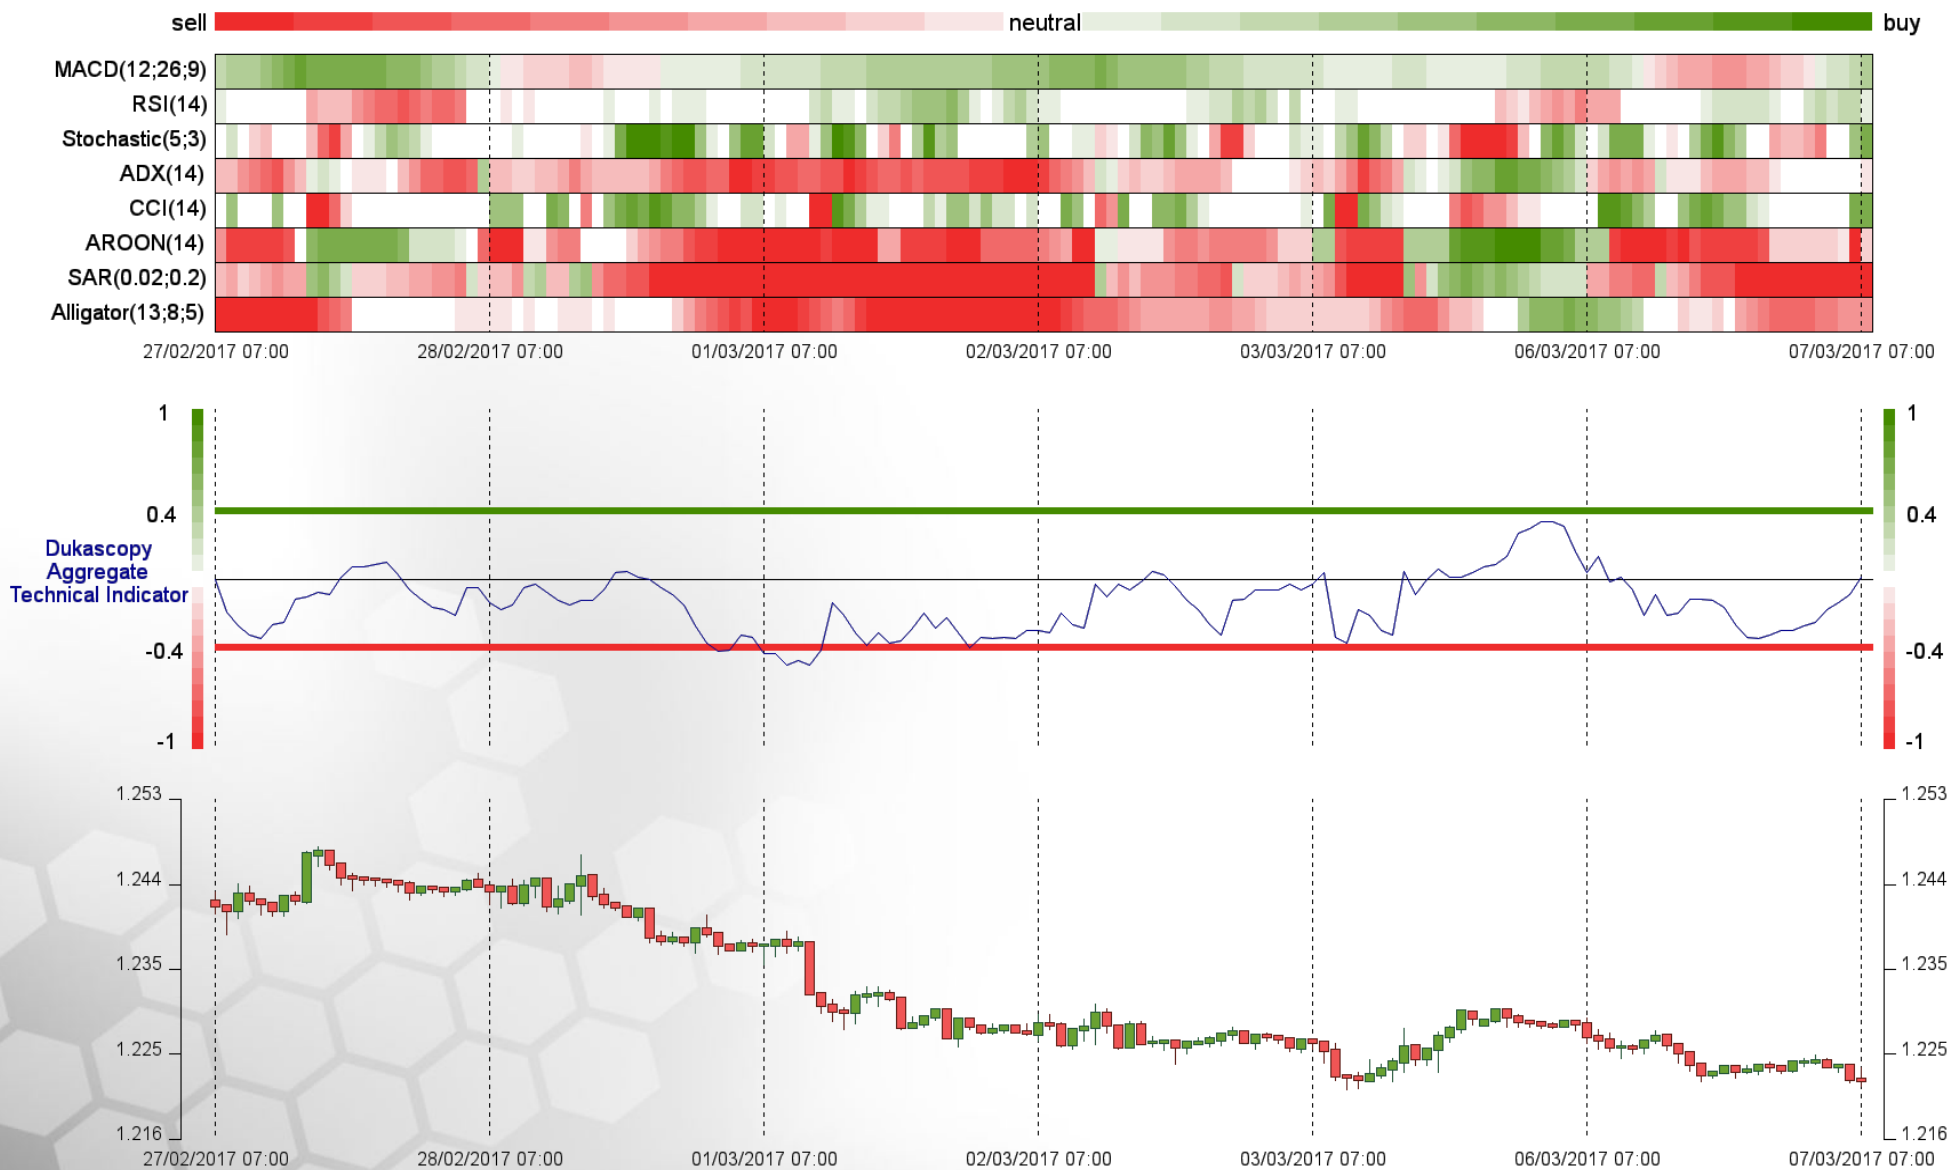 sell neutral buy
MACD(12;26;9)
RSI(14)
Stochastic(5;3)
ADX(14)
CCI(14)
AROON(14)
SAR(0.02;0.2)
Alligator(13;8;5)
27/02/2017 07:00 28/02/2017 07:00 01/03/2017 07:00 02/03/2017 07:00 03/03/2017 07:00 06/03/2017 07:00 07/03/2017 07:00
1 1
0.4 0.4
Dukascopy
Aggregate
Technical Indicator
-0.4 -0.4
-1 -1
1.253 1.253
1.244 1.244
1.235 1.235
1.225 1.225
1.216 1.216
27/02/2017 07:00 28/02/2017 07:00 01/03/2017 07:00 02/03/2017 07:00 03/03/2017 07:00 06/03/2017 07:00 07/03/2017 07:00